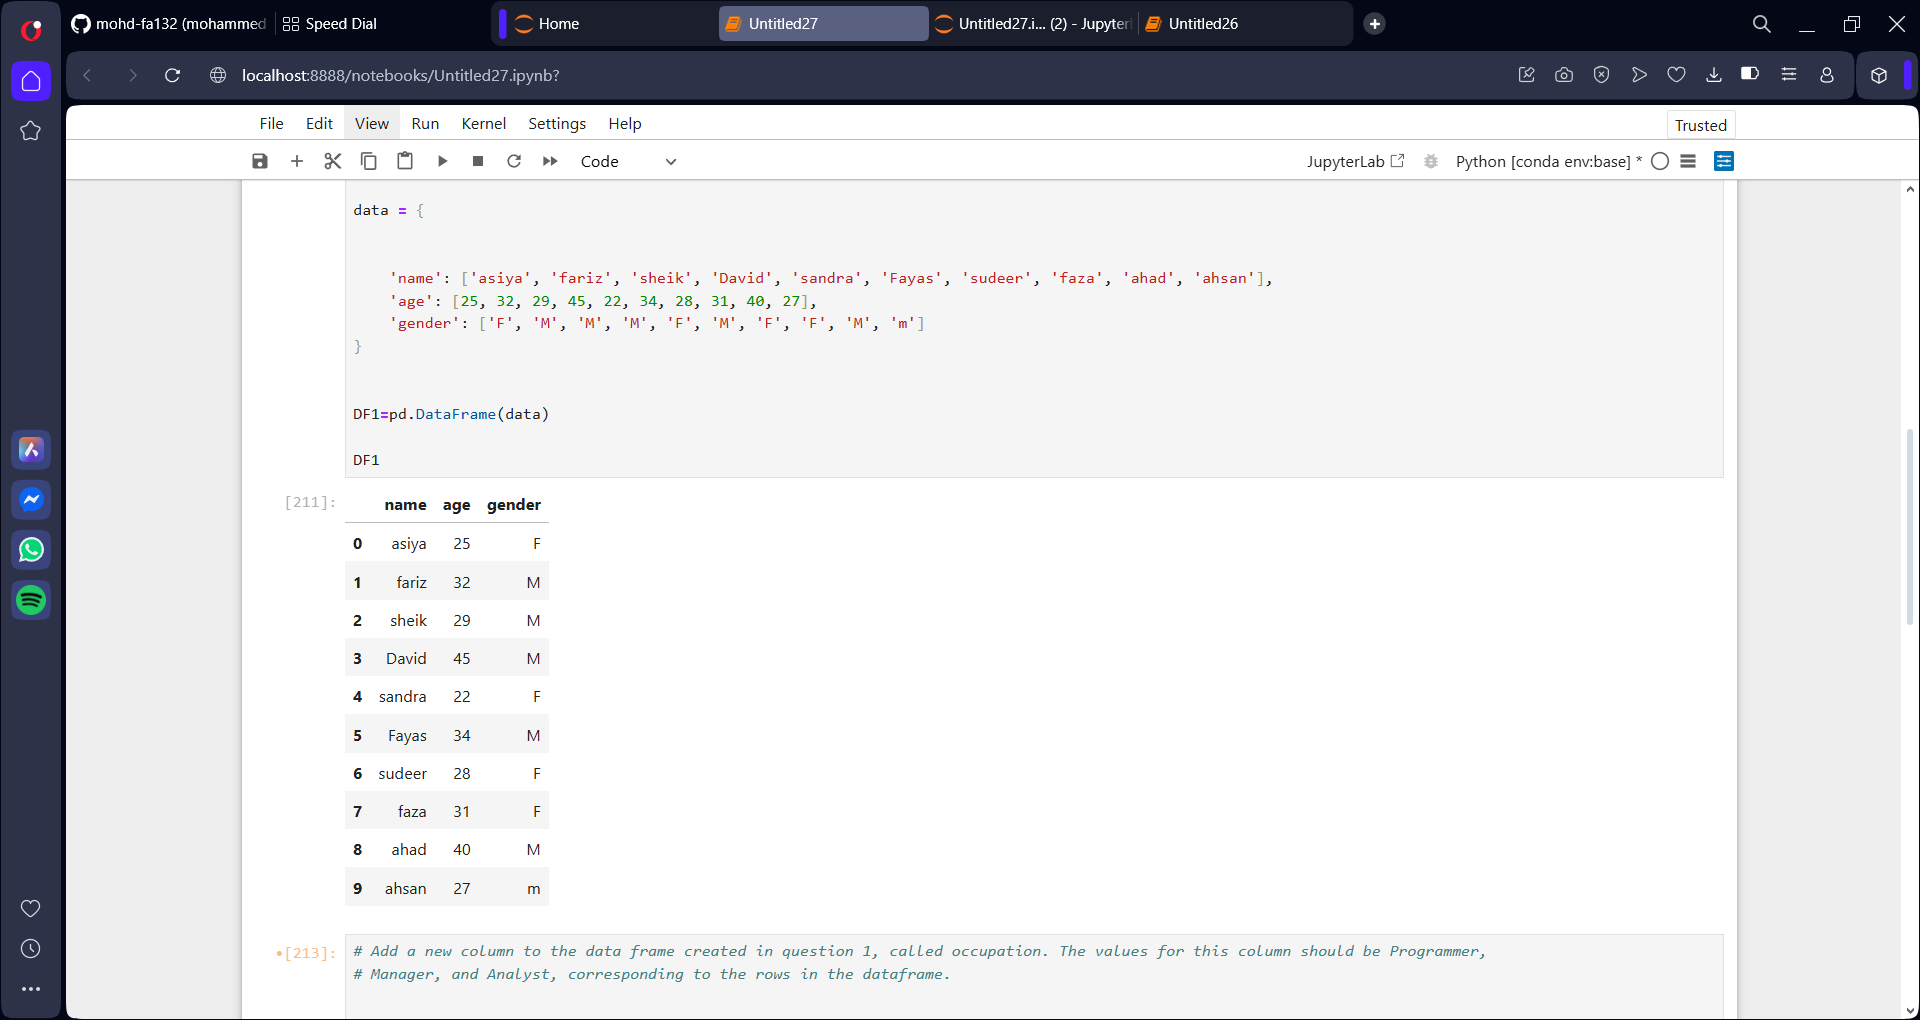 mohd-fa132 (mohammed
Speed Dial
Home
Untitled27
Untitled27.i... (2) - Jupyter
Untitled26
localhost:8888/notebooks/Untitled27.ipynb?
File Edit View Run Kernel Settings Help
Trusted
Code
JupyterLab
Python [conda env:base] *
data = {
'name': ['asiya', 'fariz', 'sheik', 'David', 'sandra', 'Fayas', 'sudeer', 'faza', 'ahad', 'ahsan'],
'age': [25, 32, 29, 45, 22, 34, 28, 31, 40, 27],
'gender': ['F', 'M', 'M', 'M', 'F', 'M', 'F', 'F', 'M', 'm']
}
DF1=pd.DataFrame(data)
DF1
[211]:
name age gender
0 asiya 25 F
1 fariz 32 M
2 sheik 29 M
3 David 45 M
4 sandra 22 F
5 Fayas 34 M
6 sudeer 28 F
7 faza 31 F
8 ahad 40 M
9 ahsan 27 m
•[213]:
# Add a new column to the data frame created in question 1, called occupation. The values for this column should be Programmer,
# Manager, and Analyst, corresponding to the rows in the dataframe.